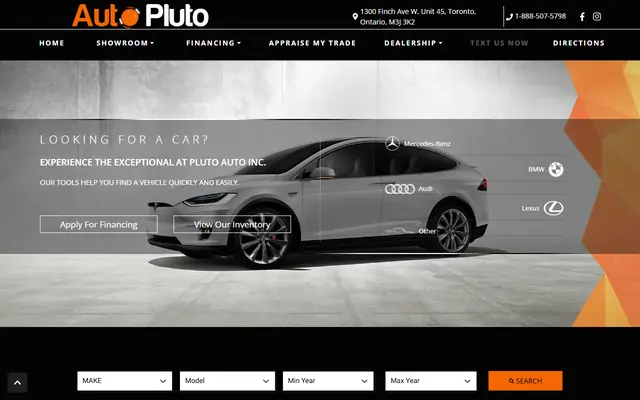 Auto Pluto
1300 Finch Ave W, Unit 45, Toronto,
Ontario, M3J 3K2
1-888-507-5798
HOME SHOWROOM FINANCING APPRAISE MY TRADE DEALERSHIP TEXT US NOW DIRECTIONS
LOOKING FOR A CAR?
EXPERIENCE THE EXCEPTIONAL AT PLUTO AUTO INC.
OUR TOOLS HELP YOU FIND A VEHICLE QUICKLY AND EASILY.
Apply For Financing View Our Inventory
Mercedes-Benz
BMW
Audi
Lexus
Other
MAKE Model Min Year Max Year SEARCH